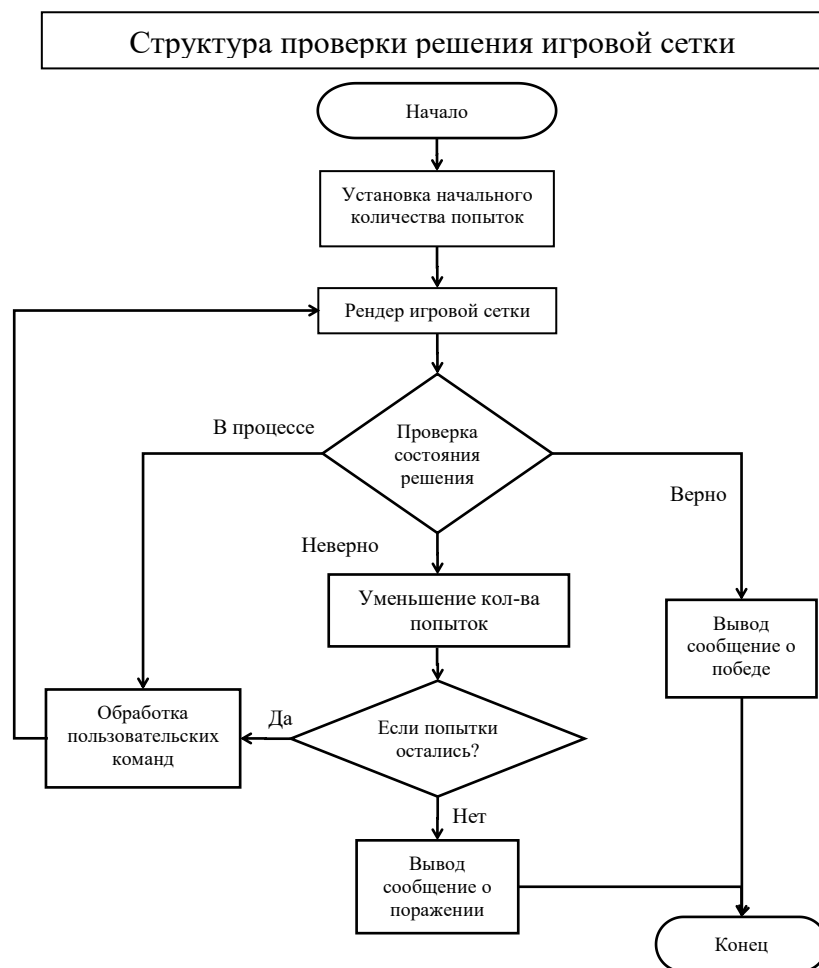 Структура проверки решения игровой сетки
Начало
Установка начального
количества попыток
Рендер игровой сетки
В процессе
Проверка
состояния
решения
Верно
Неверно
Уменьшение кол-ва
попыток
Вывод
сообщение о
победе
Обработка
пользовательских
команд
Да
Если попытки
остались?
Нет
Вывод
сообщение о
поражении
Конец